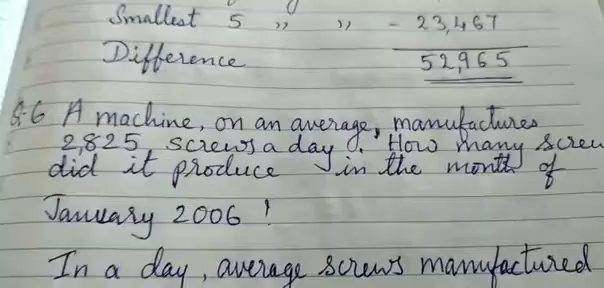 Smallest 5 " " - 23,467
Difference 52,965
Q.6 A machine, on an average, manufactures
2,825 screws a day. How many screw
did it produce in the month of
January 2006 ?
In a day, average screws manufactured